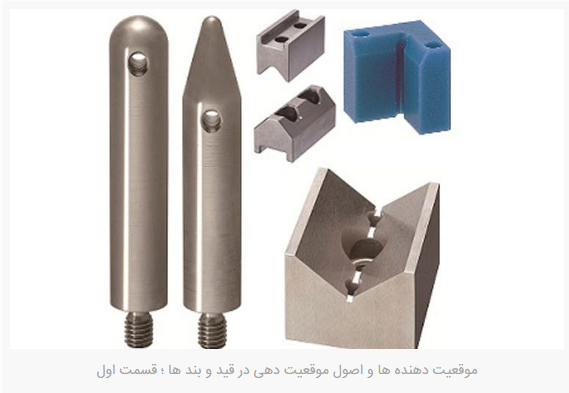 موقعیت دهنده ها و اصول موقعیت دهی در قید و بند ها ؛ قسمت اول